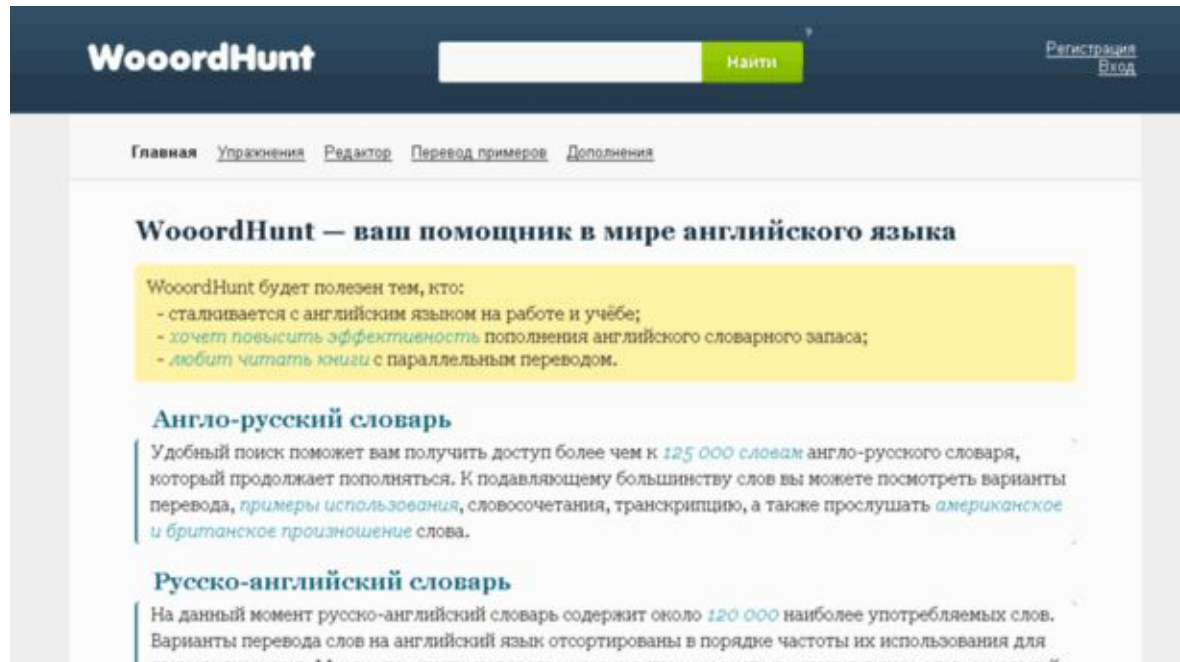 WooordHunt
Найти
?
Регистрация
Вход
Главная Упражнения Редактор Перевод примеров Дополнения
WooordHunt — ваш помощник в мире английского языка
WooordHunt будет полезен тем, кто:
- сталкивается с английским языком на работе и учёбе;
- хочет повысить эффективность пополнения английского словарного запаса;
- любит читать книги с параллельным переводом.
Англо-русский словарь
Удобный поиск поможет вам получить доступ более чем к 125 000 словам англо-русского словаря,
который продолжает пополняться. К подавляющему большинству слов вы можете посмотреть варианты
перевода, примеры использования, словосочетания, транскрипцию, а также прослушать американское
и британское произношение слова.
Русско-английский словарь
На данный момент русско-английский словарь содержит около 120 000 наиболее употребляемых слов.
Варианты перевода слов на английский язык отсортированы в порядке частоты их использования для